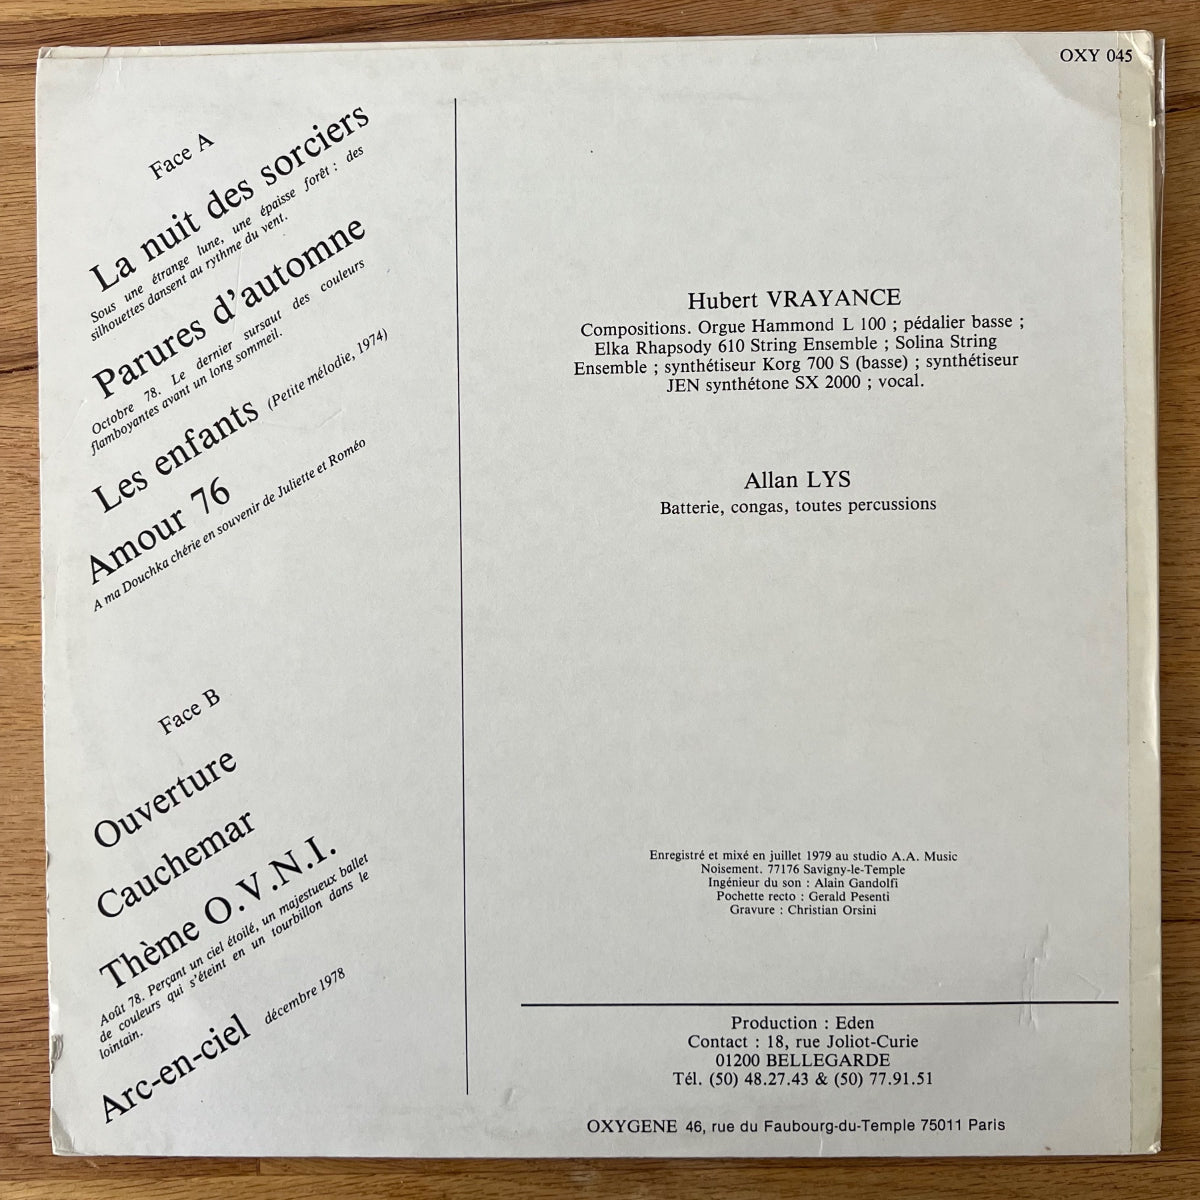 OXY 045
Face A
La nuit des sorciers
Sous une étrange lune, une épaisse forêt : des
silhouettes dansent au rythme du vent.
Parures d'automne
Octobre 78. Le dernier sursaut des couleurs
flamboyantes avant un long sommeil.
Les enfants (Petite mélodie, 1974)
Amour 76
A ma Douchka chérie en souvenir de Juliette et Roméo
Face B
Ouverture
Cauchemar
Thème O.V.N.I.
Août 78. Perçant un ciel étoilé, un majestueux ballet
de couleurs qui s'éteint en un tourbillon dans le
lointain.
Arc-en-ciel décembre 1978
Hubert VRAYANCE
Compositions. Orgue Hammond L 100 ; pédalier basse ;
Elka Rhapsody 610 String Ensemble ; Solina String
Ensemble ; synthétiseur Korg 700 S (basse) ; synthétiseur
JEN synthétone SX 2000 ; vocal.
Allan LYS
Batterie, congas, toutes percussions
Enregistré et mixé en juillet 1979 au studio A.A. Music
Noisement. 77176 Savigny-le-Temple
Ingénieur du son : Alain Gandolfi
Pochette recto : Gerald Pesenti
Gravure : Christian Orsini
Production : Eden
Contact : 18, rue Joliot-Curie
01200 BELLEGARDE
Tél. (50) 48.27.43 & (50) 77.91.51
OXYGENE 46, rue du Faubourg-du-Temple 75011 Paris